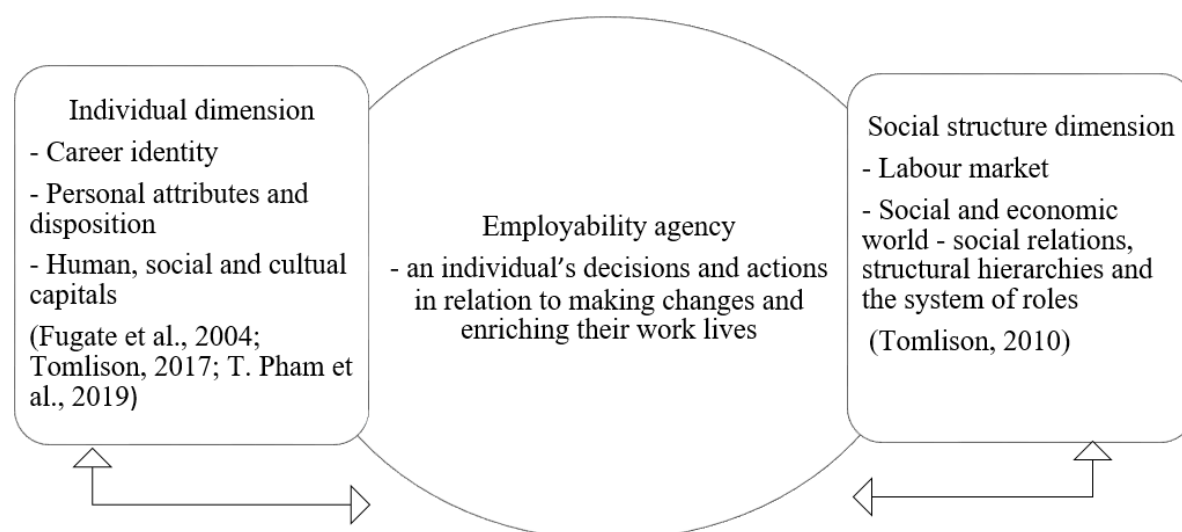 Individual dimension
- Career identity
- Personal attributes and
disposition
- Human, social and cultual
capitals
(Fugate et al., 2004;
Tomlison, 2017; T. Pham et
al., 2019)
Employability agency
- an individual’s decisions and actions
in relation to making changes and
enriching their work lives
Social structure dimension
- Labour market
- Social and economic
world - social relations,
structural hierarchies and
the system of roles
(Tomlison, 2010)